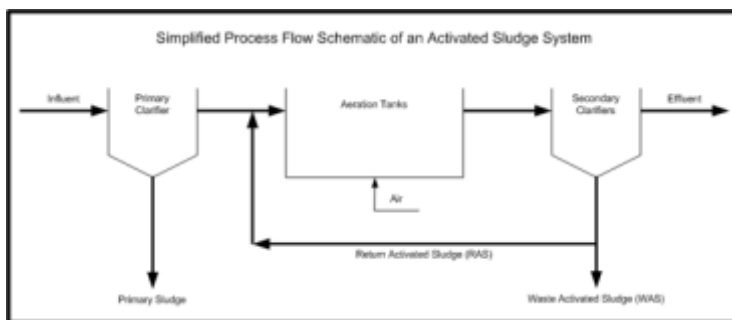 Simplified Process Flow Schematic of an Activated Sludge System
Influent
Primary
Clarifier
Aeration Tanks
Secondary
Clarifiers
Effluent
Air
Return Activated Sludge (RAS)
Primary Sludge
Waste Activated Sludge (WAS)